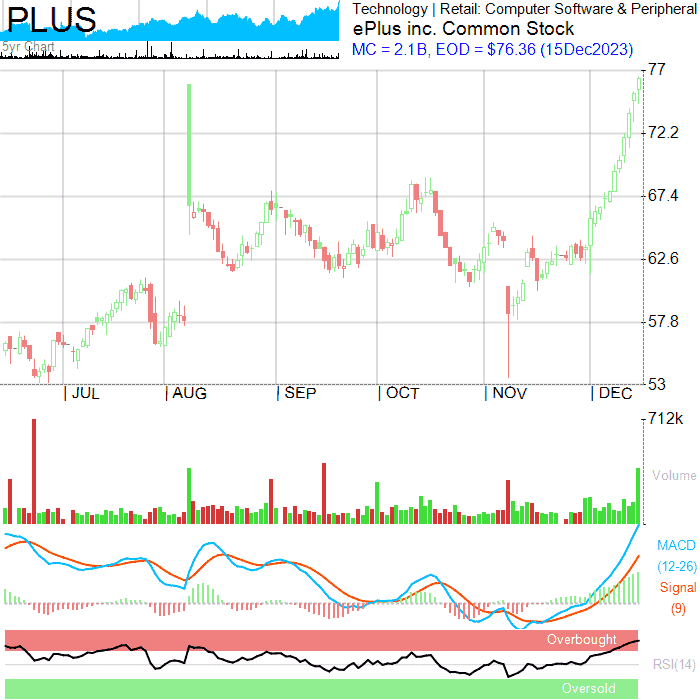 PLUS
5yr Chart
Technology | Retail: Computer Software & Peripheral
ePlus inc. Common Stock
MC = 2.1B, EOD = $76.36 (15Dec2023)
77
72.2
67.4
62.6
57.8
53
| JUL | AUG | SEP | OCT | NOV | DEC
712k
Volume
MACD
(12-26)
Signal
(9)
Overbought
RSI(14)
Oversold